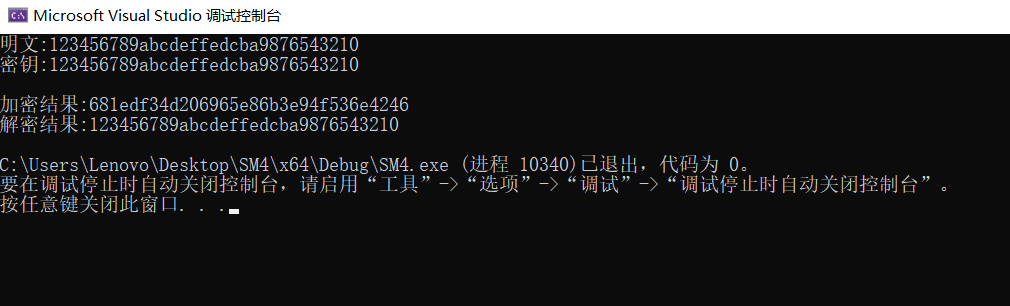 Microsoft Visual Studio 调试控制台
明文:123456789abcdeffedcba9876543210
密钥:123456789abcdeffedcba9876543210
加密结果:681edf34d206965e86b3e94f536e4246
解密结果:123456789abcdeffedcba9876543210
C:\Users\Lenovo\Desktop\SM4\x64\Debug\SM4.exe (进程 10340)已退出，代码为 0。
要在调试停止时自动关闭控制台，请启用“工具”->“选项”->“调试”->“调试停止时自动关闭控制台”。
按任意键关闭此窗口. . .